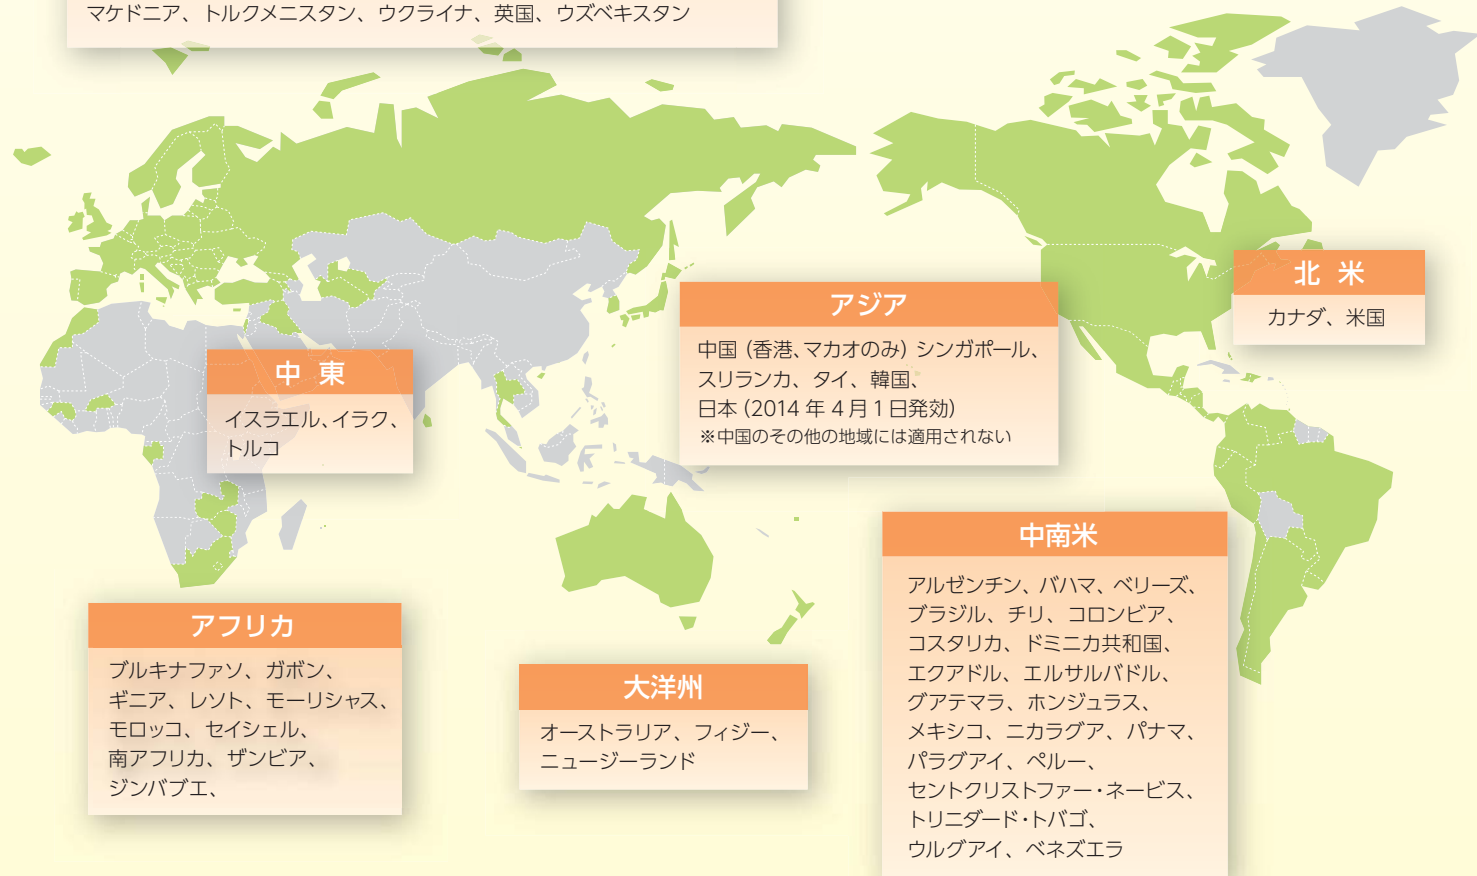 マケドニア、トルクメニスタン、ウクライナ、英国、ウズベキスタン
北 米
カナダ、米国
アジア
中国（香港、マカオのみ）シンガポール、
スリランカ、タイ、韓国、
日本（2014 年 4 月 1 日発効）
※中国のその他の地域には適用されない
中 東
イスラエル、イラク、
トルコ
中南米
アルゼンチン、バハマ、ベリーズ、
ブラジル、チリ、コロンビア、
コスタリカ、ドミニカ共和国、
エクアドル、エルサルバドル、
グアテマラ、ホンジュラス、
メキシコ、ニカラグア、パナマ、
パラグアイ、ペルー、
セントクリストファー・ネービス、
トリニダード・トバゴ、
ウルグアイ、ベネズエラ
アフリカ
ブルキナファソ、ガボン、
ギニア、レソト、モーリシャス、
モロッコ、セイシェル、
南アフリカ、ザンビア、
ジンバブエ、
大洋州
オーストラリア、フィジー、
ニュージーランド